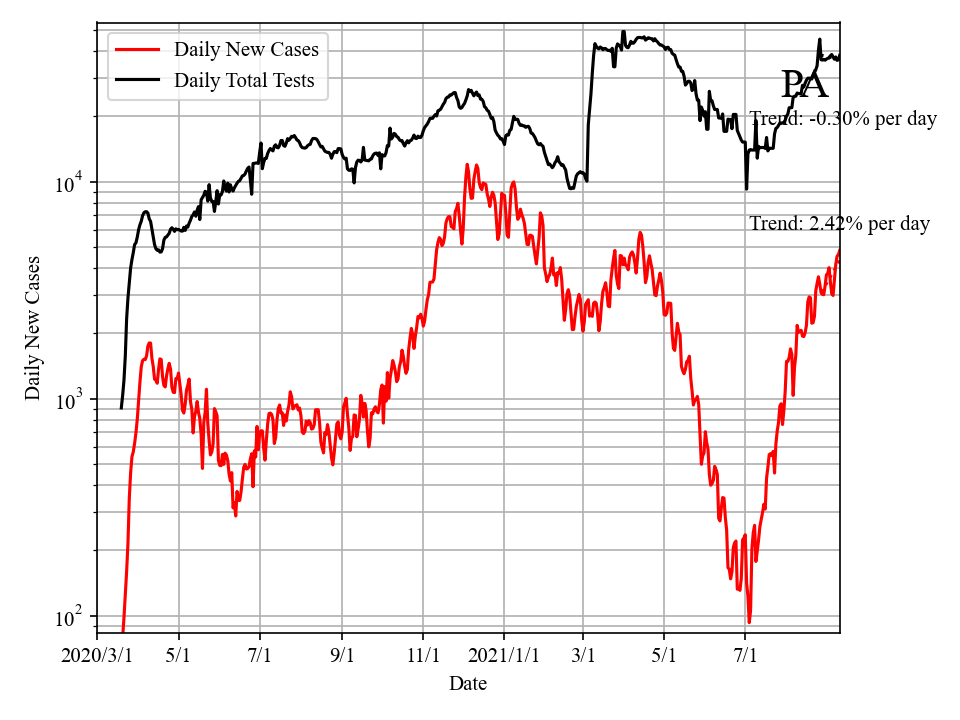 Daily New Cases
Daily Total Tests
PA
Trend: -0.30% per day
Trend: 2.42% per day
10^4
10^3
10^2
Daily New Cases
2020/3/1 5/1 7/1 9/1 11/1 2021/1/1 3/1 5/1 7/1
Date